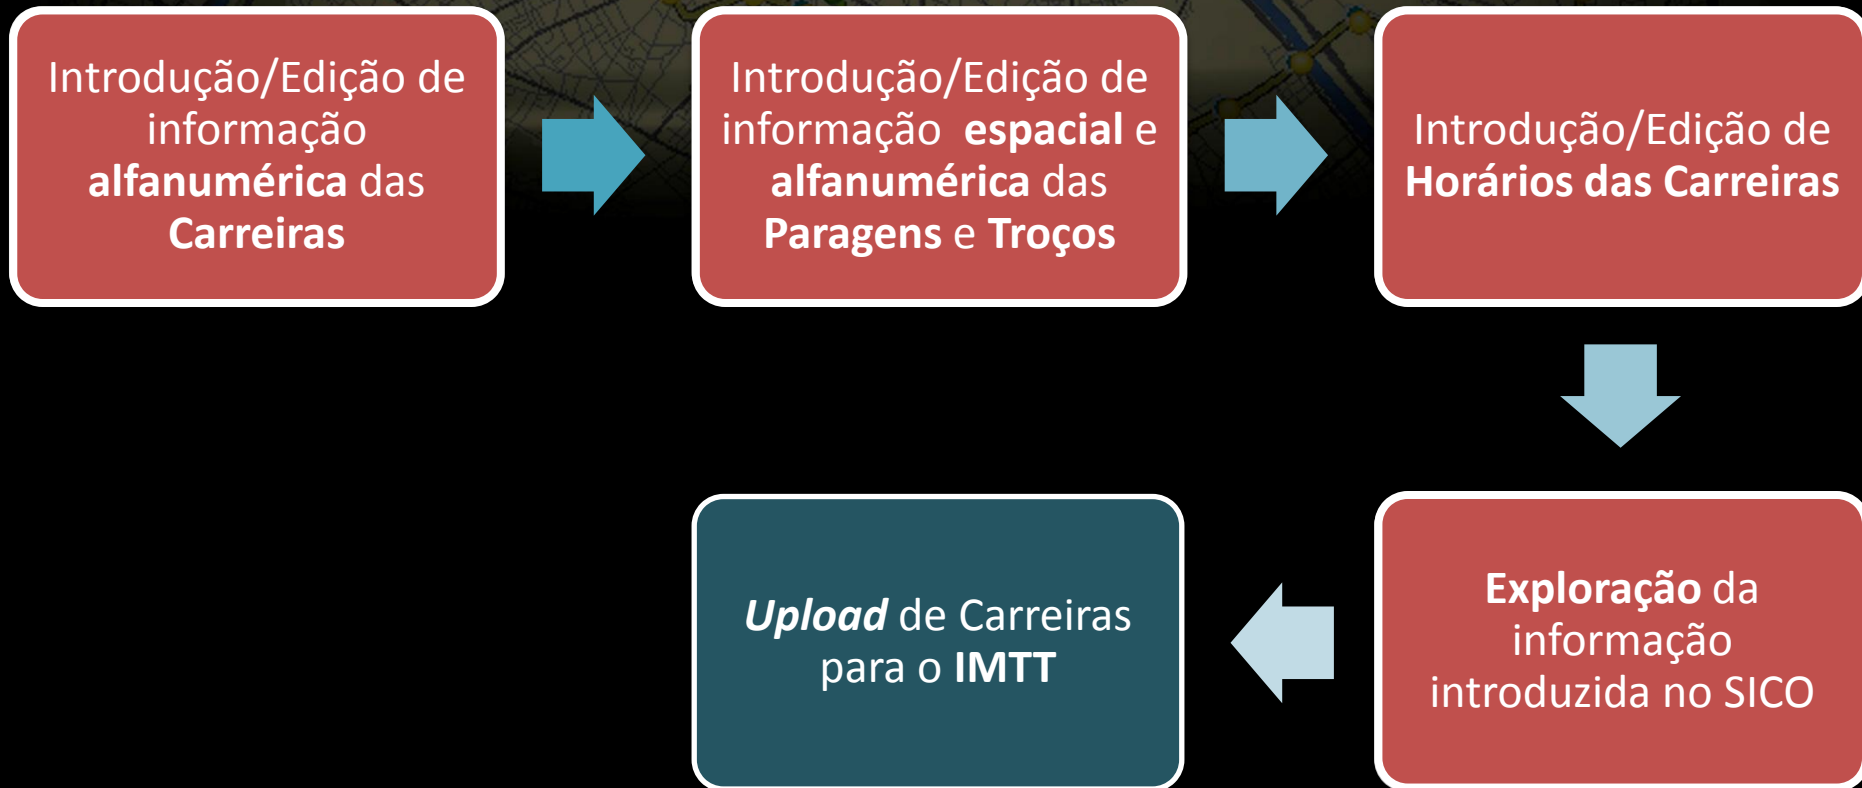 Introdução/Edição de
informação
alfanumérica das
Carreiras
Introdução/Edição de
informação espacial e
alfanumérica das
Paragens e Troços
Introdução/Edição de
Horários das Carreiras
Exploração da
informação
introduzida no SICO
Upload de Carreiras
para o IMTT